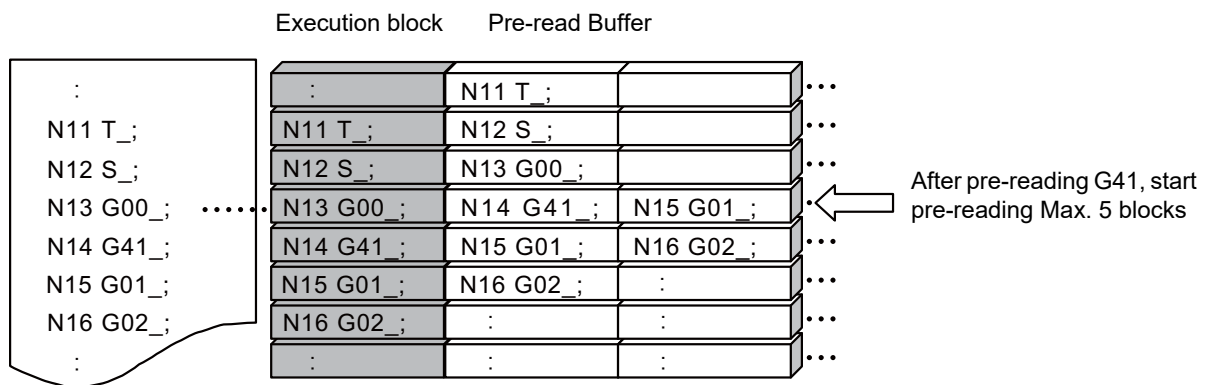 Execution block Pre-read Buffer
:
N11 T_;
N12 S_;
N13 G00_;
N14 G41_;
N15 G01_;
N16 G02_;
:
: N11 T_;
N11 T_; N12 S_;
N12 S_; N13 G00_;
N13 G00_; N14 G41_; N15 G01_;
N14 G41_; N15 G01_; N16 G02_;
N15 G01_; N16 G02_; :
N16 G02_; : :
: : :
After pre-reading G41, start
pre-reading Max. 5 blocks